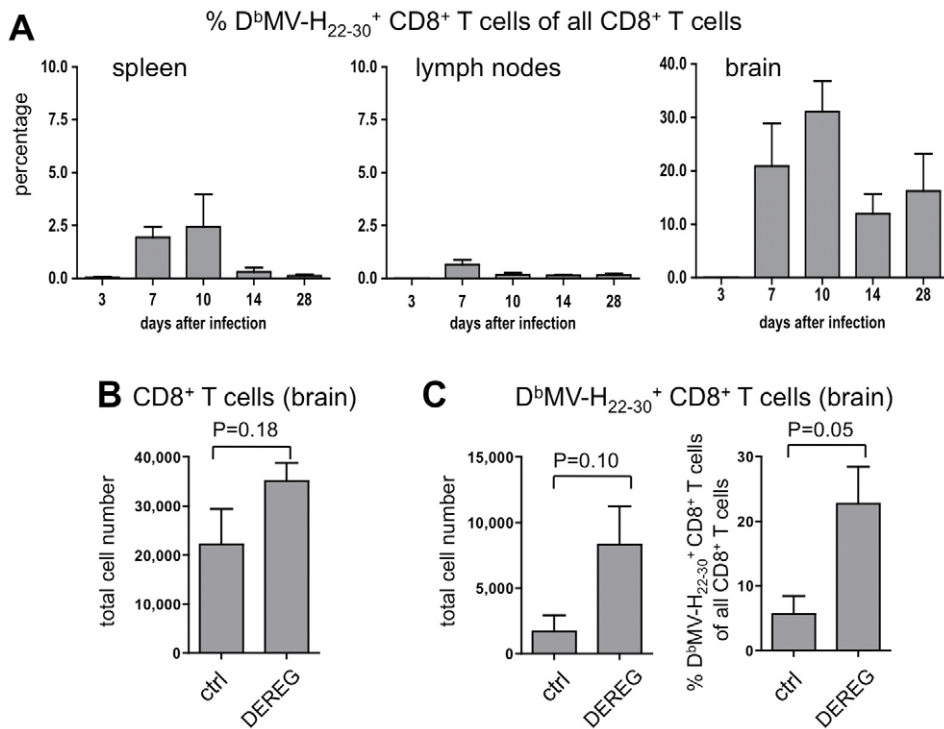 A
% DᵇMV-H₂₂₋₃₀⁺ CD8⁺ T cells of all CD8⁺ T cells
spleen
percentage
10.0
7.5
5.0
2.5
0.0
3 7 10 14 28
days after infection
lymph nodes
10.0
7.5
5.0
2.5
0.0
3 7 10 14 28
days after infection
brain
40.0
30.0
20.0
10.0
0.0
3 7 10 14 28
days after infection
B CD8⁺ T cells (brain)
P=0.18
total cell number
40,000
30,000
20,000
10,000
0
ctrl
DEREG
C DᵇMV-H₂₂₋₃₀⁺ CD8⁺ T cells (brain)
P=0.10
total cell number
15,000
10,000
5,000
0
ctrl
DEREG
P=0.05
% DᵇMV-H₂₂₋₃₀⁺ CD8⁺ T cells
of all CD8⁺ T cells
30
20
10
0
ctrl
DEREG